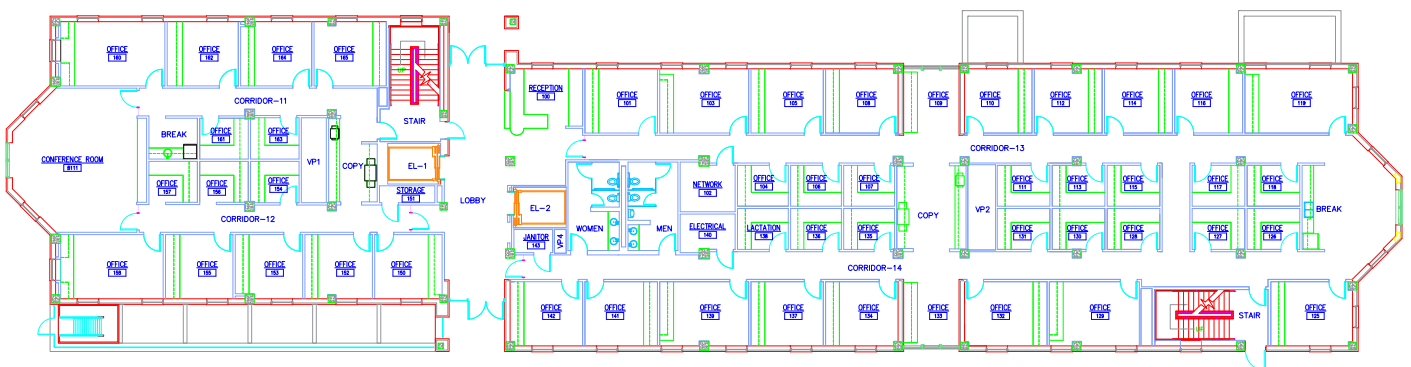 OFFICE
160
OFFICE
162
OFFICE
164
OFFICE
165
UP
CORRIDOR-11
STAIR
BREAK
OFFICE
161
OFFICE
163
VP1
COPY
EL-1
CONFERENCE ROOM
B111
OFFICE
157
OFFICE
156
OFFICE
154
STORAGE
151
LOBBY
CORRIDOR-12
OFFICE
158
OFFICE
155
OFFICE
153
OFFICE
152
OFFICE
150
RECEPTION
100
OFFICE
101
OFFICE
103
OFFICE
105
OFFICE
108
OFFICE
109
OFFICE
110
OFFICE
112
OFFICE
114
OFFICE
116
OFFICE
119
CORRIDOR-13
NETWORK
102
OFFICE
104
OFFICE
106
OFFICE
107
OFFICE
111
OFFICE
113
OFFICE
115
OFFICE
117
OFFICE
118
EL-2
WOMEN
MEN
ELECTRICAL
140
LACTATION
138
OFFICE
136
OFFICE
135
COPY
VP2
OFFICE
131
OFFICE
130
OFFICE
128
OFFICE
127
OFFICE
126
BREAK
JANITOR
143
VP4
CORRIDOR-14
OFFICE
142
OFFICE
141
OFFICE
139
OFFICE
137
OFFICE
134
OFFICE
133
OFFICE
132
OFFICE
129
UP
STAIR
OFFICE
125